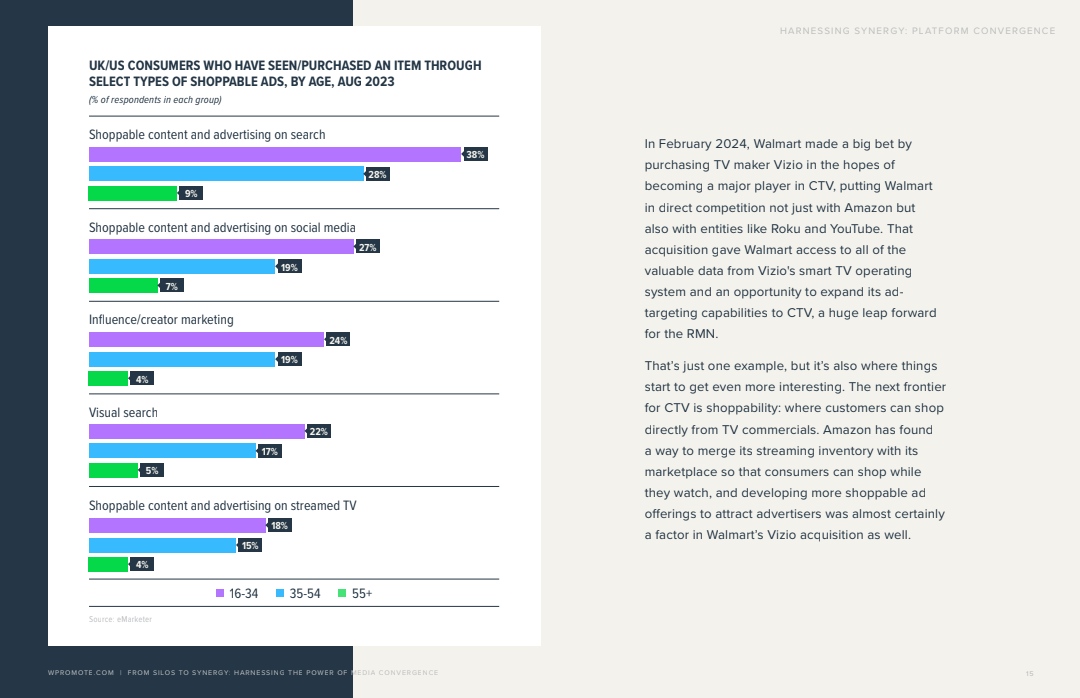 HARNESSING SYNERGY: PLATFORM CONVERGENCE
UK/US CONSUMERS WHO HAVE SEEN/PURCHASED AN ITEM THROUGH
SELECT TYPES OF SHOPPABLE ADS, BY AGE, AUG 2023
(% of respondents in each group)
Shoppable content and advertising on search
38%
28%
9%
Shoppable content and advertising on social media
27%
19%
7%
Influence/creator marketing
24%
19%
4%
Visual search
22%
17%
5%
Shoppable content and advertising on streamed TV
18%
15%
4%
16-34 35-54 55+
Source: eMarketer
In February 2024, Walmart made a big bet by
purchasing TV maker Vizio in the hopes of
becoming a major player in CTV, putting Walmart
in direct competition not just with Amazon but
also with entities like Roku and YouTube. That
acquisition gave Walmart access to all of the
valuable data from Vizio's smart TV operating
system and an opportunity to expand its ad-
targeting capabilities to CTV, a huge leap forward
for the RMN.
That's just one example, but it's also where things
start to get even more interesting. The next frontier
for CTV is shoppability: where customers can shop
directly from TV commercials. Amazon has found
a way to merge its streaming inventory with its
marketplace so that consumers can shop while
they watch, and developing more shoppable ad
offerings to attract advertisers was almost certainly
a factor in Walmart's Vizio acquisition as well.
WPROMOTE.COM | FROM SILOS TO SYNERGY: HARNESSING THE POWER OF MEDIA CONVERGENCE
15